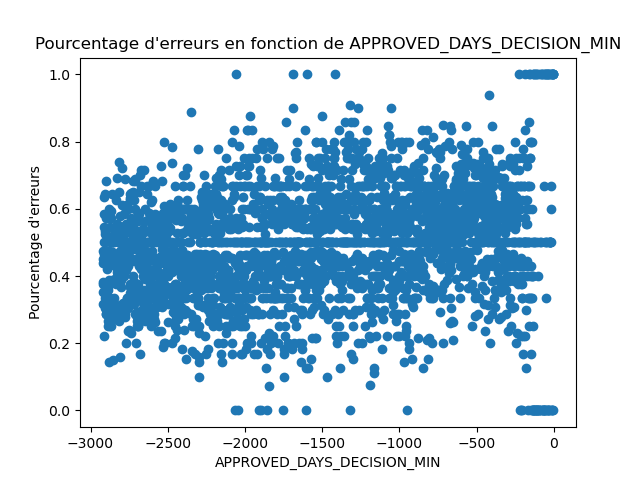 Pourcentage d'erreurs en fonction de APPROVED_DAYS_DECISION_MIN
1.0
0.8
0.6
0.4
0.2
0.0
Pourcentage d'erreurs
−3000 −2500 −2000 −1500 −1000 −500 0
APPROVED_DAYS_DECISION_MIN